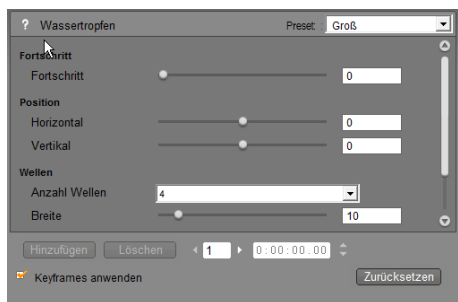 ? Wassertropfen Preset: Groß
Fortschritt
Fortschritt 0
Position
Horizontal 0
Vertikal 0
Wellen
Anzahl Wellen 4
Breite 10
Hinzufügen Löschen 1 0:00:00.00
Keyframes anwenden Zurücksetzen